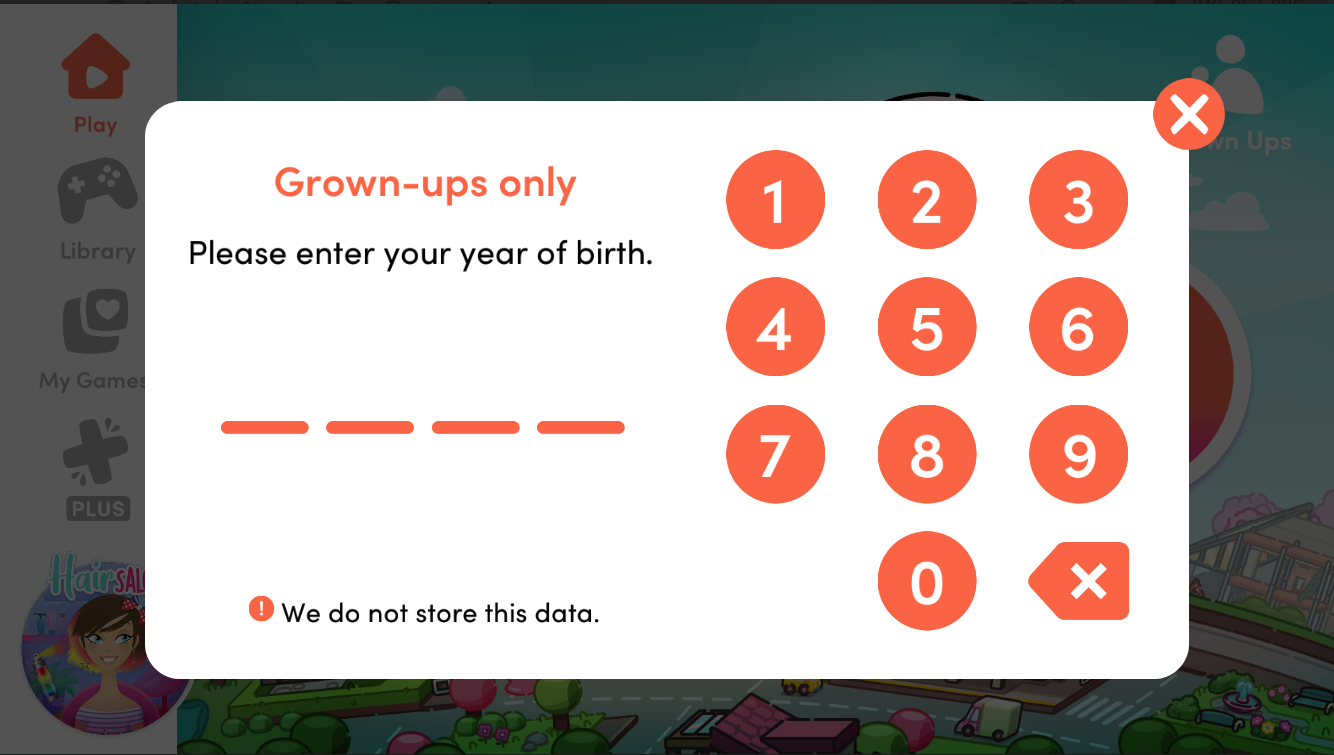 Play
Library
My Games
PLUS
Hair SAL
Grown-ups only
Please enter your year of birth.
! We do not store this data.
1 2 3
4 5 6
7 8 9
0
wn Ups